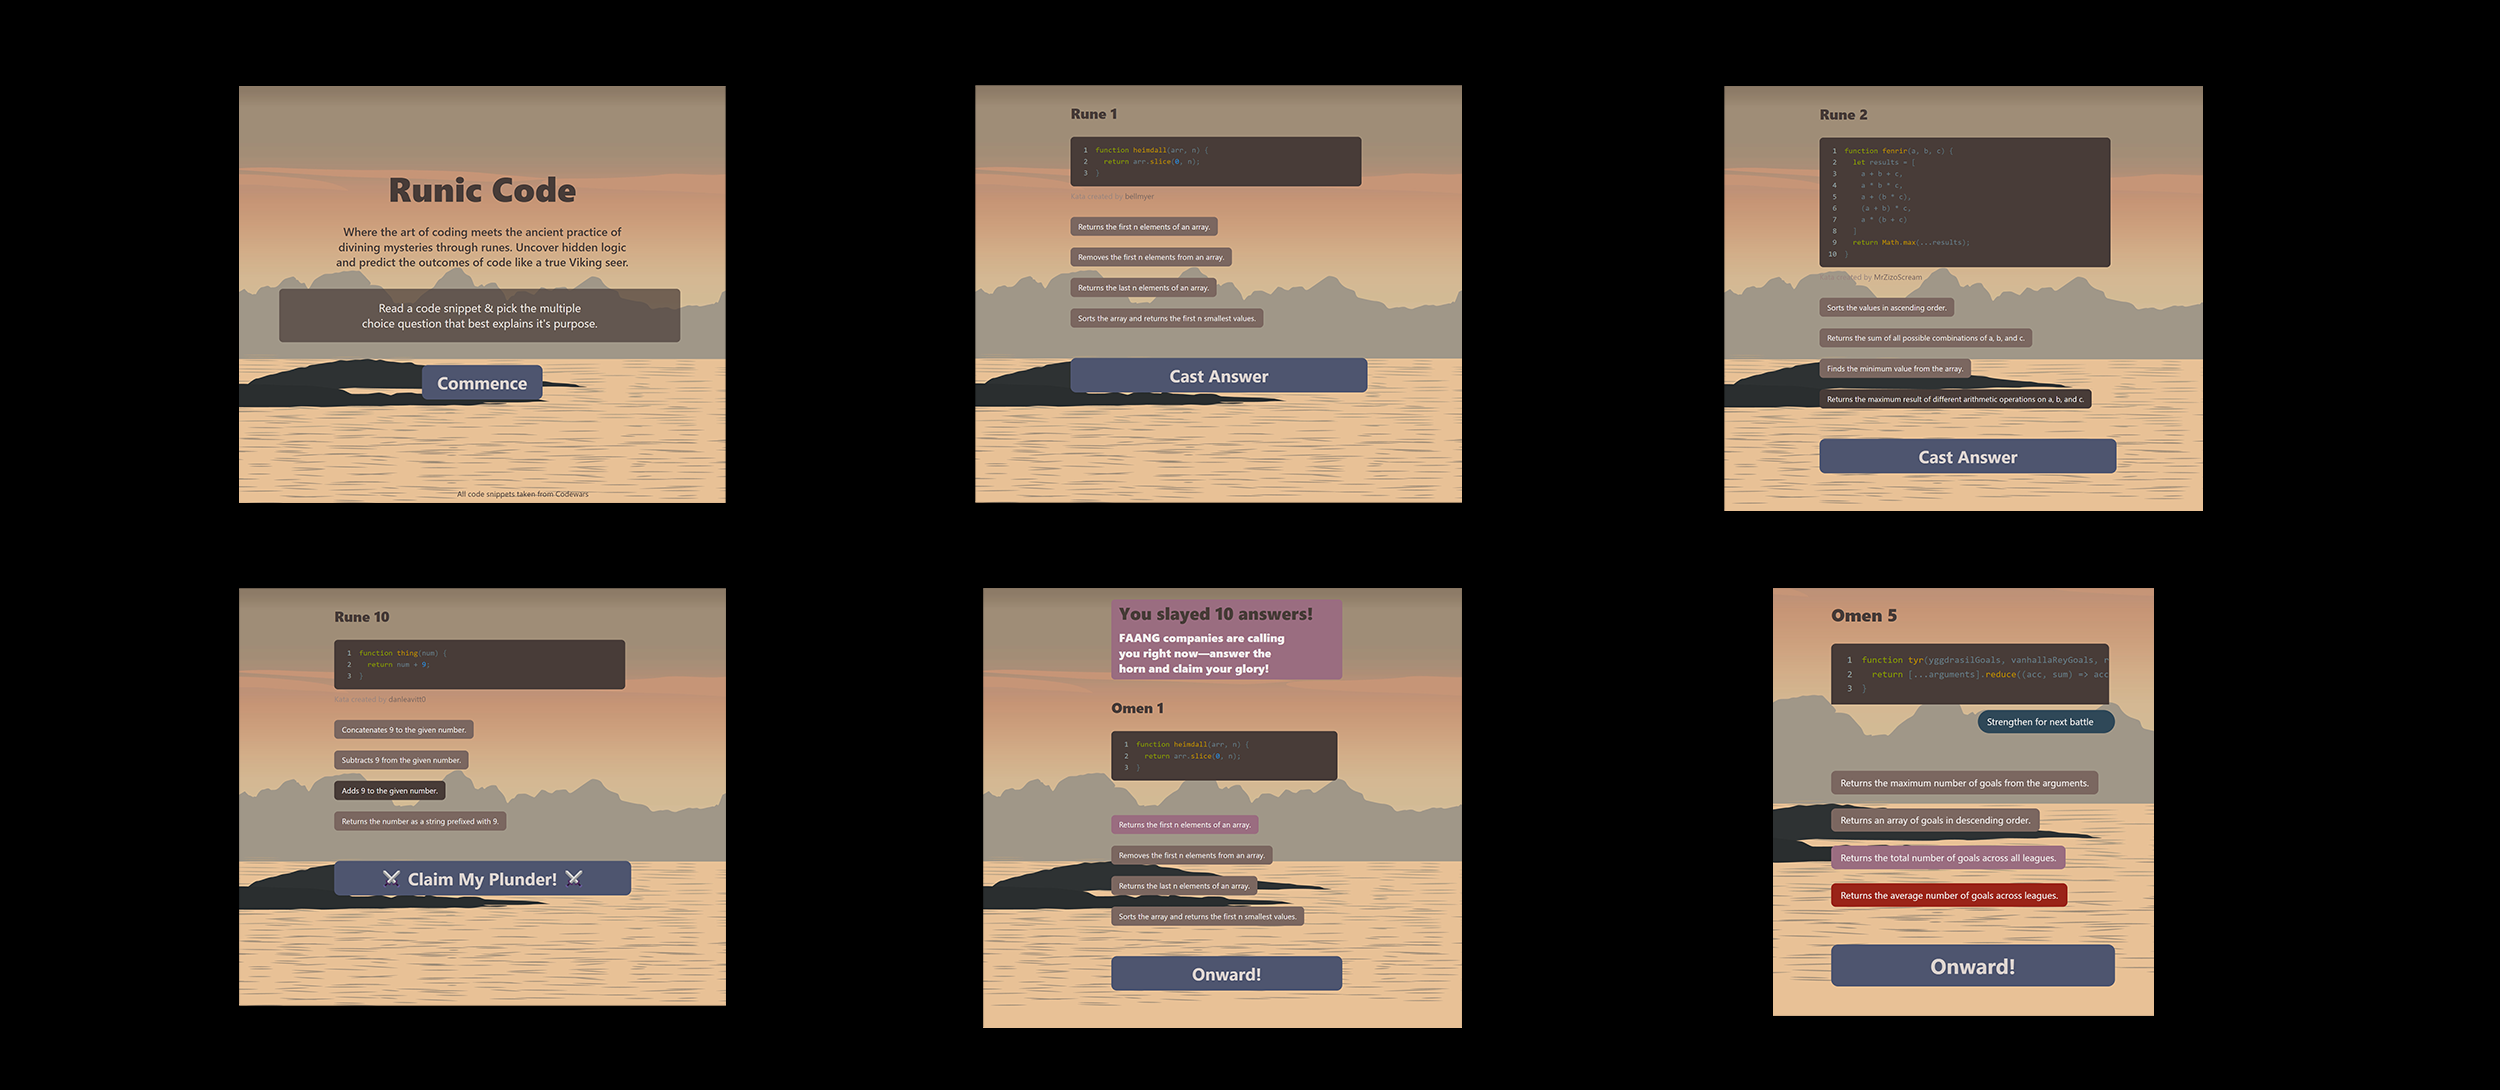 Runic Code
Where the art of coding meets the ancient practice of
divining mysteries through runes. Uncover hidden logic
and predict the outcomes of code like a true Viking seer.
Read a code snippet & pick the multiple
choice question that best explains it's purpose.
Commence
All code snippets taken from Codewars
Rune 1
1 function heimdall(arr, n) {
2 return arr.slice(0, n);
3 }
Kata created by bellmyer
Returns the first n elements of an array.
Removes the first n elements from an array.
Returns the last n elements of an array.
Sorts the array and returns the first n smallest values.
Cast Answer
Rune 2
1 function fenrir(a, b, c) {
2 let results = [
3 a + b + c,
4 a * b * c,
5 a + (b * c),
6 (a + b) * c,
7 a * (b + c)
8 ]
9 return Math.max(...results);
10 }
Kata created by MrZizoScream
Sorts the values in ascending order.
Returns the sum of all possible combinations of a, b, and c.
Finds the minimum value from the array.
Returns the maximum result of different arithmetic operations on a, b, and c.
Cast Answer
Rune 10
1 function thing(num) {
2 return num + 9;
3 }
Kata created by danleavitt0
Concatenates 9 to the given number.
Subtracts 9 from the given number.
Adds 9 to the given number.
Returns the number as a string prefixed with 9.
Claim My Plunder!
You slayed 10 answers!
FAANG companies are calling
you right now—answer the
horn and claim your glory!
Omen 1
1 function heimdall(arr, n) {
2 return arr.slice(0, n);
3 }
Returns the first n elements of an array.
Removes the first n elements from an array.
Returns the last n elements of an array.
Sorts the array and returns the first n smallest values.
Onward!
Omen 5
1 function tyr(yggdrasilGoals, vanhallaReyGoals, r
2 return [...arguments].reduce((acc, sum) => acc
3 }
Strengthen for next battle
Returns the maximum number of goals from the arguments.
Returns an array of goals in descending order.
Returns the total number of goals across all leagues.
Returns the average number of goals across leagues.
Onward!